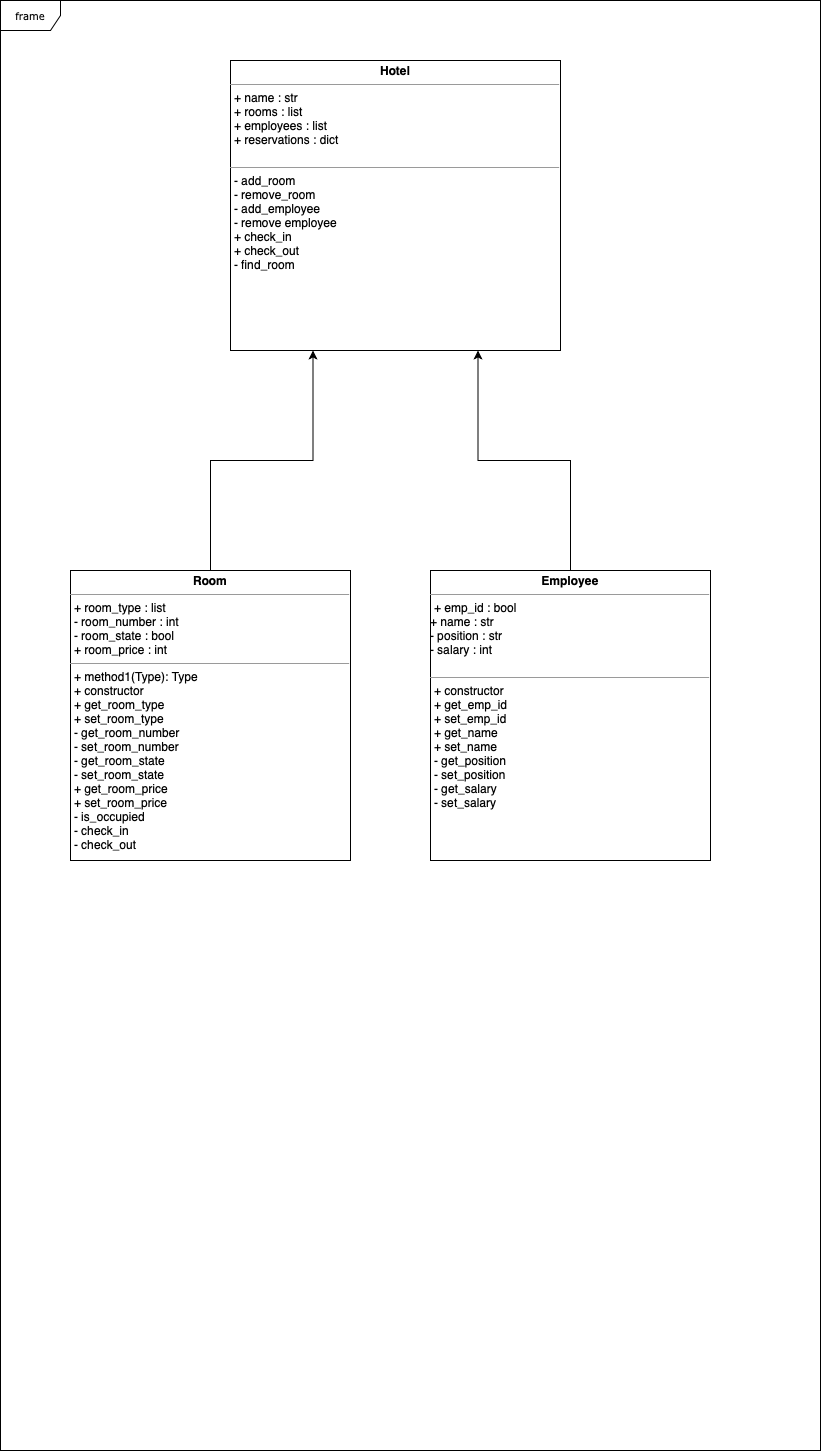 frame
Hotel
+ name : str
+ rooms : list
+ employees : list
+ reservations : dict
- add_room
- remove_room
- add_employee
- remove employee
+ check_in
+ check_out
- find_room
Room
+ room_type : list
- room_number : int
- room_state : bool
+ room_price : int
+ method1(Type): Type
+ constructor
+ get_room_type
+ set_room_type
- get_room_number
- set_room_number
- get_room_state
- set_room_state
+ get_room_price
+ set_room_price
- is_occupied
- check_in
- check_out
Employee
+ emp_id : bool
+ name : str
- position : str
- salary : int
+ constructor
+ get_emp_id
+ set_emp_id
+ get_name
+ set_name
- get_position
- set_position
- get_salary
- set_salary